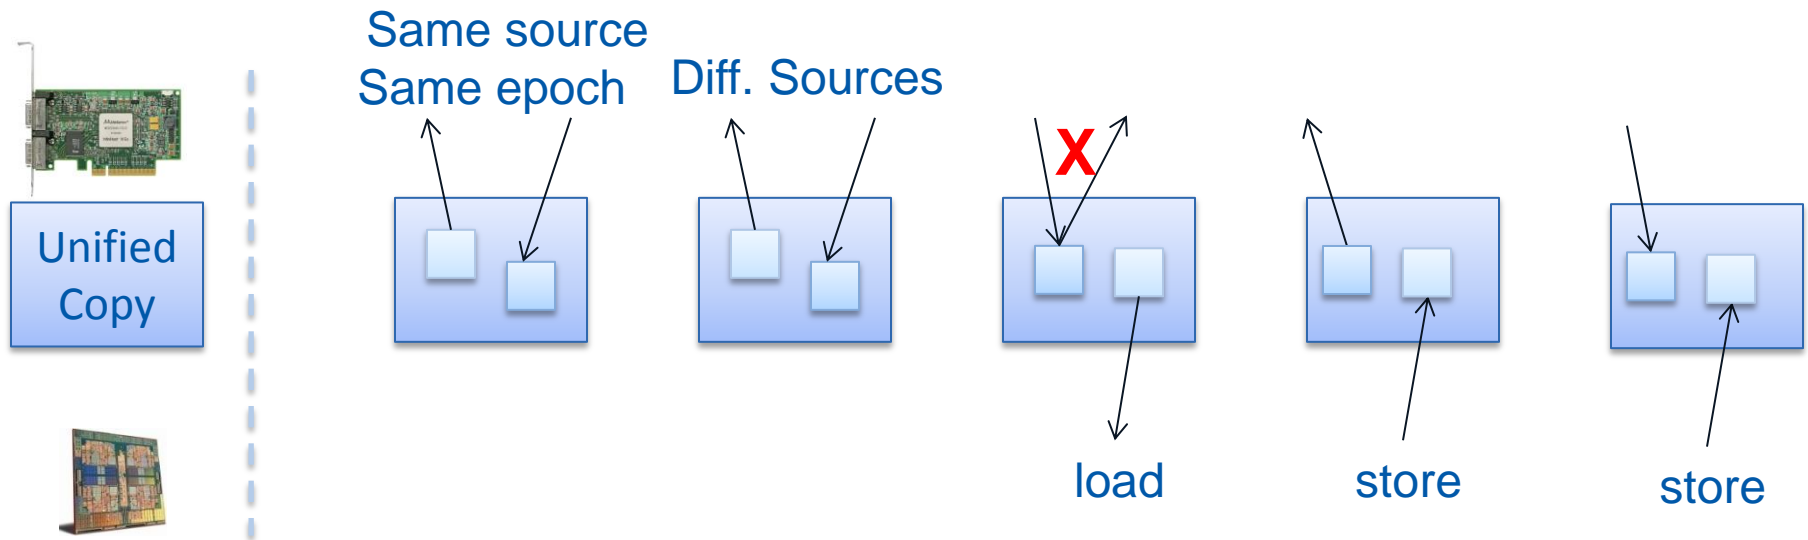 Same source
Same epoch
Diff. Sources
X
Unified
Copy
load
store
store